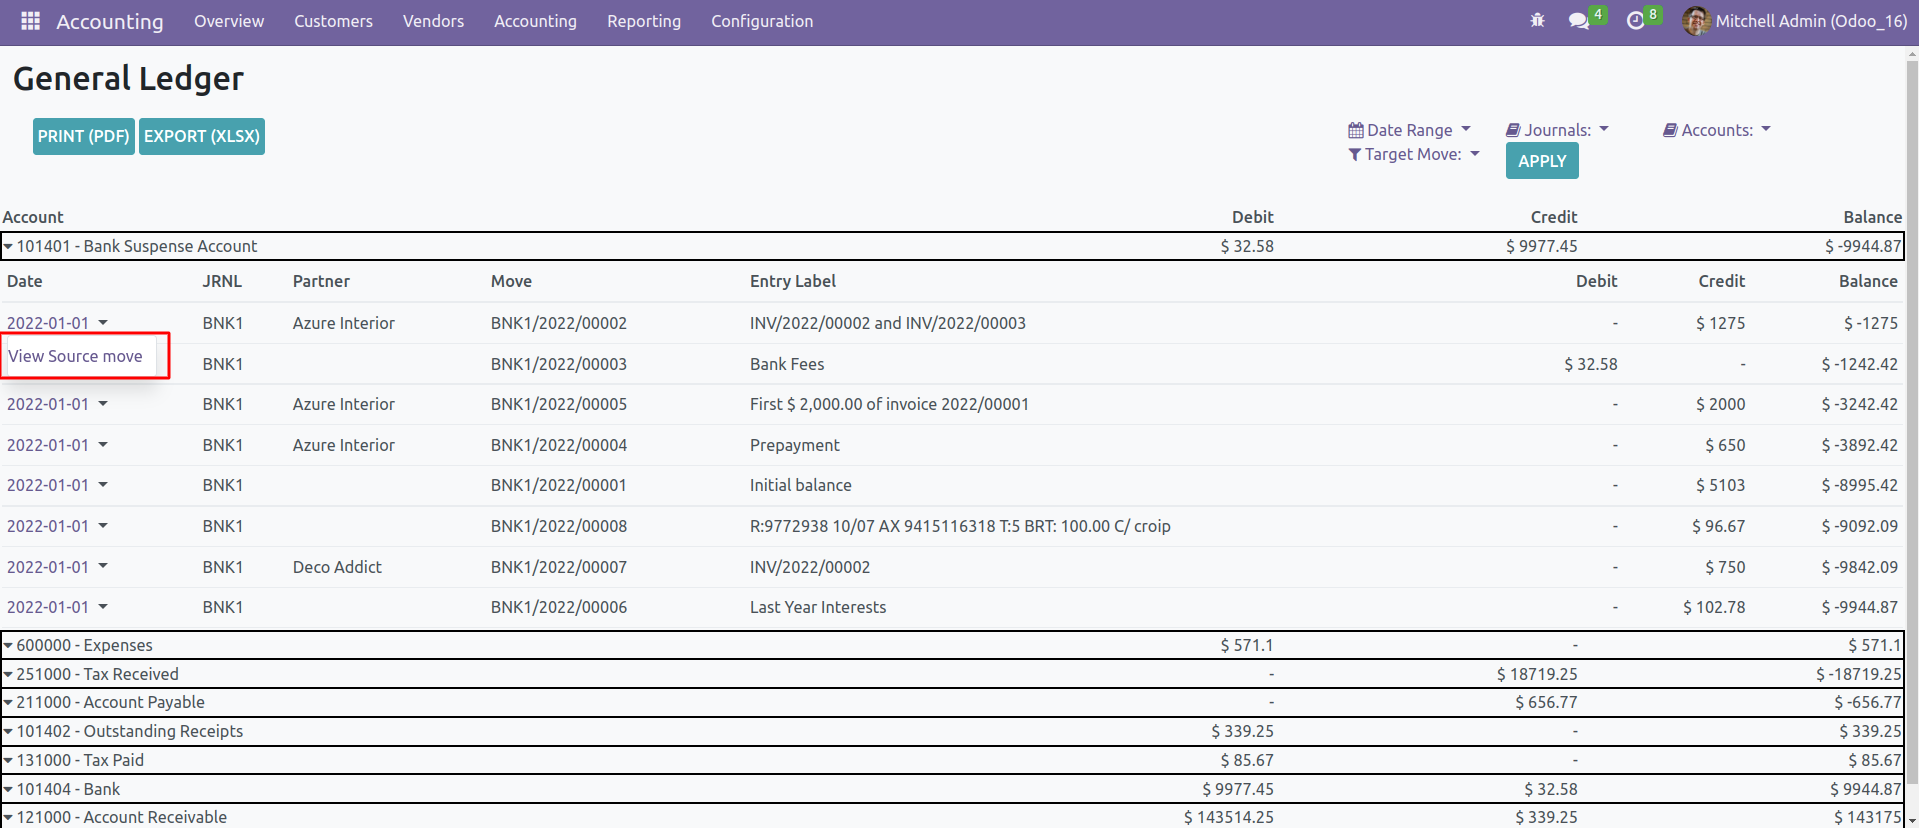 Accounting Overview Customers Vendors Accounting Reporting Configuration 4 8 Mitchell Admin (Odoo_16)
General Ledger
PRINT (PDF) EXPORT (XLSX)
Date Range Journals: Accounts:
Target Move: APPLY
Account Debit Credit Balance
101401 - Bank Suspense Account $ 32.58 $ 9977.45 $ -9944.87
Date JRNL Partner Move Entry Label Debit Credit Balance
2022-01-01 BNK1 Azure Interior BNK1/2022/00002 INV/2022/00002 and INV/2022/00003 - $ 1275 $ -1275
View Source move BNK1 BNK1/2022/00003 Bank Fees $ 32.58 - $ -1242.42
2022-01-01 BNK1 Azure Interior BNK1/2022/00005 First $ 2,000.00 of invoice 2022/00001 - $ 2000 $ -3242.42
2022-01-01 BNK1 Azure Interior BNK1/2022/00004 Prepayment - $ 650 $ -3892.42
2022-01-01 BNK1 BNK1/2022/00001 Initial balance - $ 5103 $ -8995.42
2022-01-01 BNK1 BNK1/2022/00008 R:9772938 10/07 AX 9415116318 T:5 BRT: 100.00 C/ croip - $ 96.67 $ -9092.09
2022-01-01 BNK1 Deco Addict BNK1/2022/00007 INV/2022/00002 - $ 750 $ -9842.09
2022-01-01 BNK1 BNK1/2022/00006 Last Year Interests - $ 102.78 $ -9944.87
600000 - Expenses $ 571.1 - $ 571.1
251000 - Tax Received - $ 18719.25 $ -18719.25
211000 - Account Payable - $ 656.77 $ -656.77
101402 - Outstanding Receipts $ 339.25 - $ 339.25
131000 - Tax Paid $ 85.67 - $ 85.67
101404 - Bank $ 9977.45 $ 32.58 $ 9944.87
121000 - Account Receivable $ 143514.25 $ 339.25 $ 143175